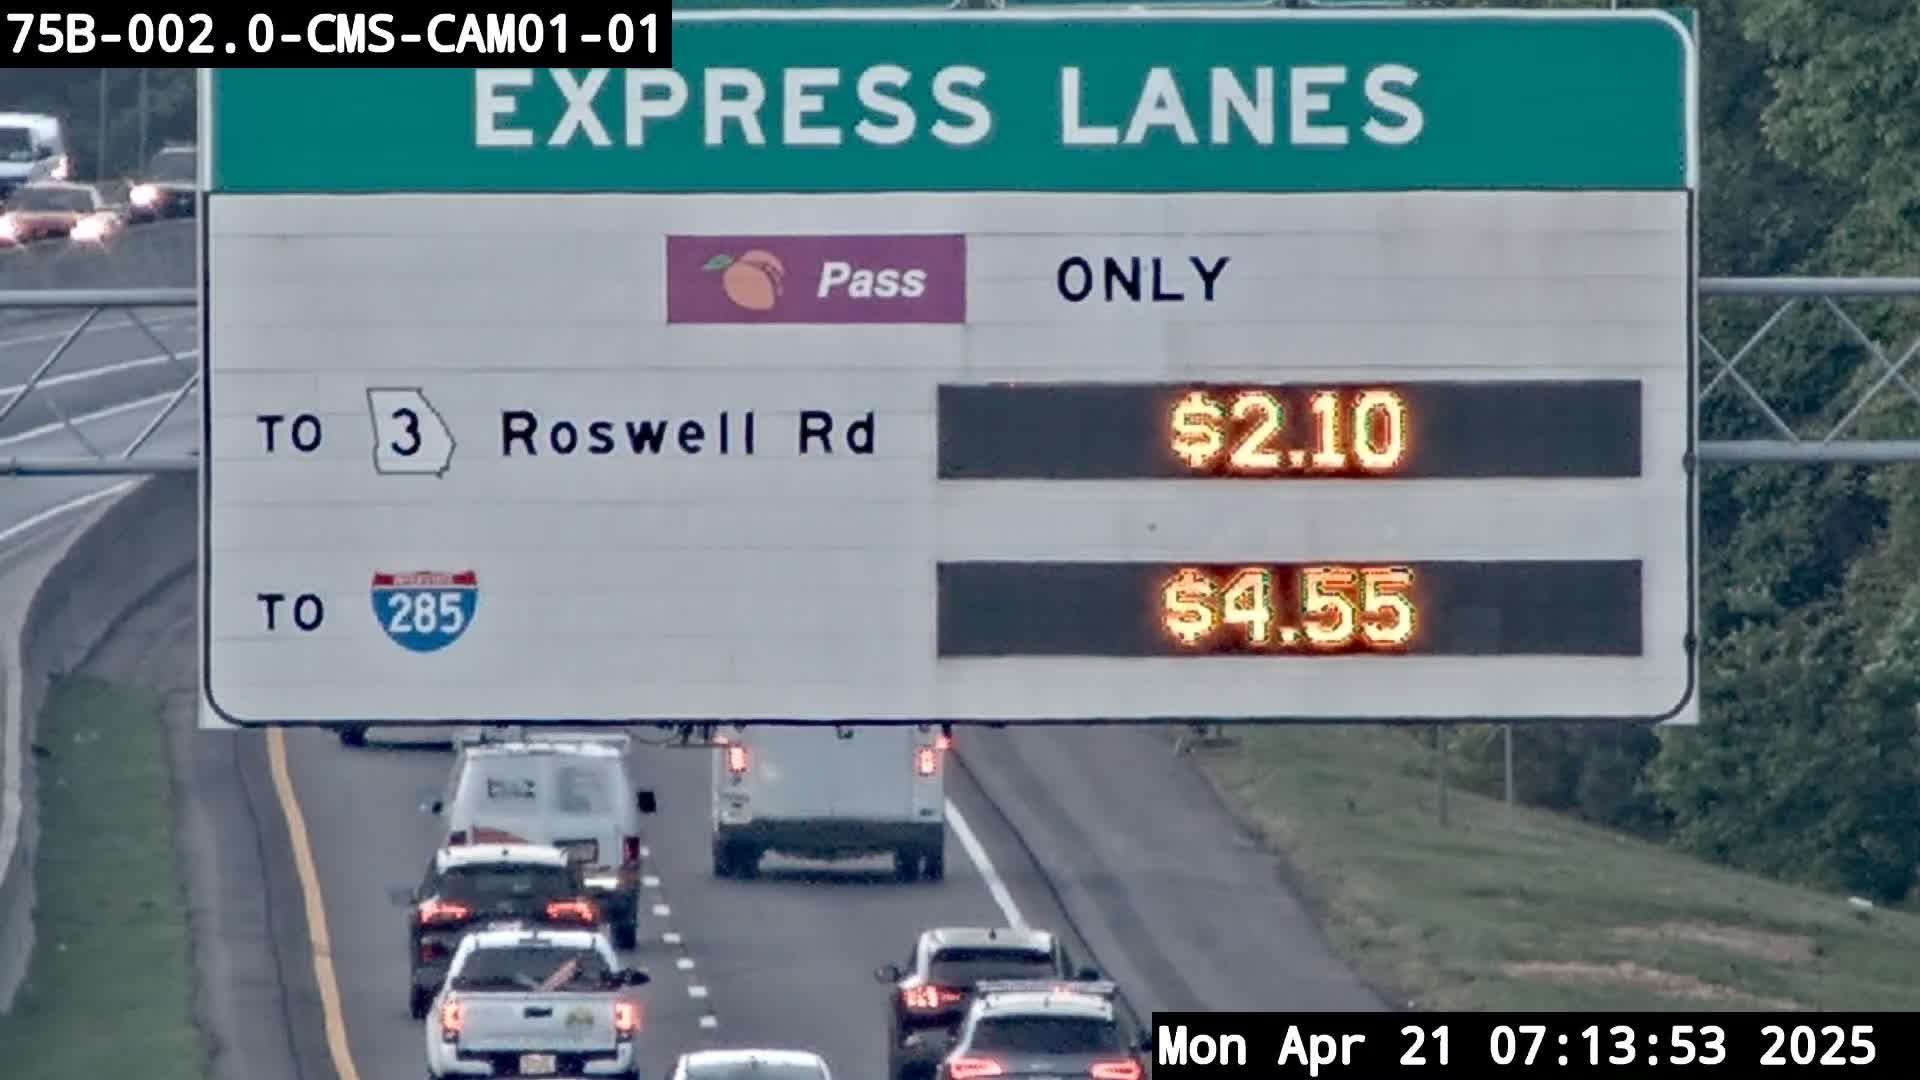 75B-002.0-CMS-CAM01-01
EXPRESS LANES
Pass ONLY
TO 3 Roswell Rd $2.10
INTERSTATE
TO 285 $4.55
Mon Apr 21 07:13:53 2025